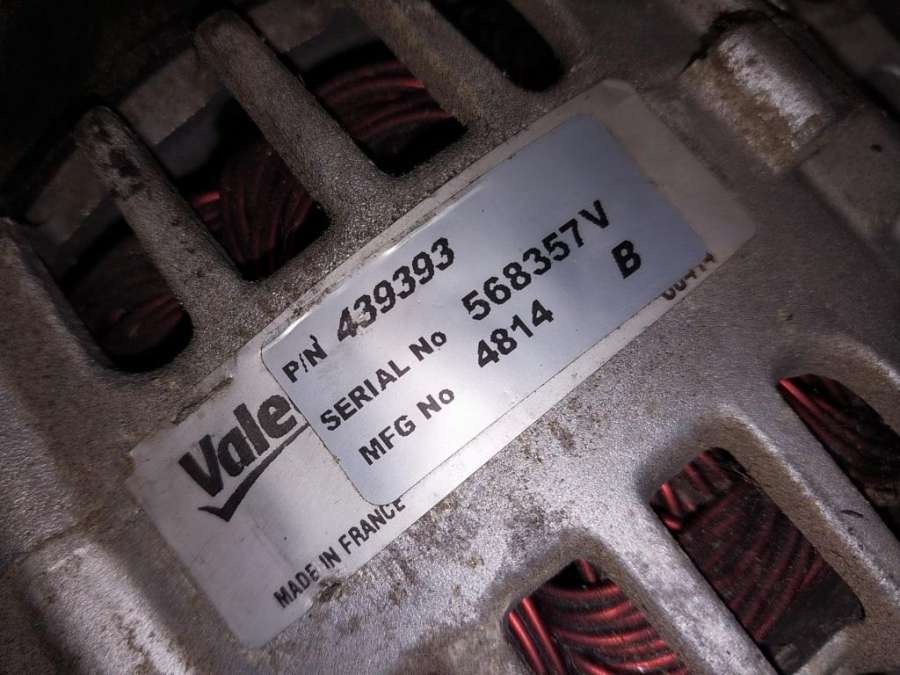 P/N 439393
SERIAL No 568357V
MFG No 4814 B
Vale
MADE IN FRANCE